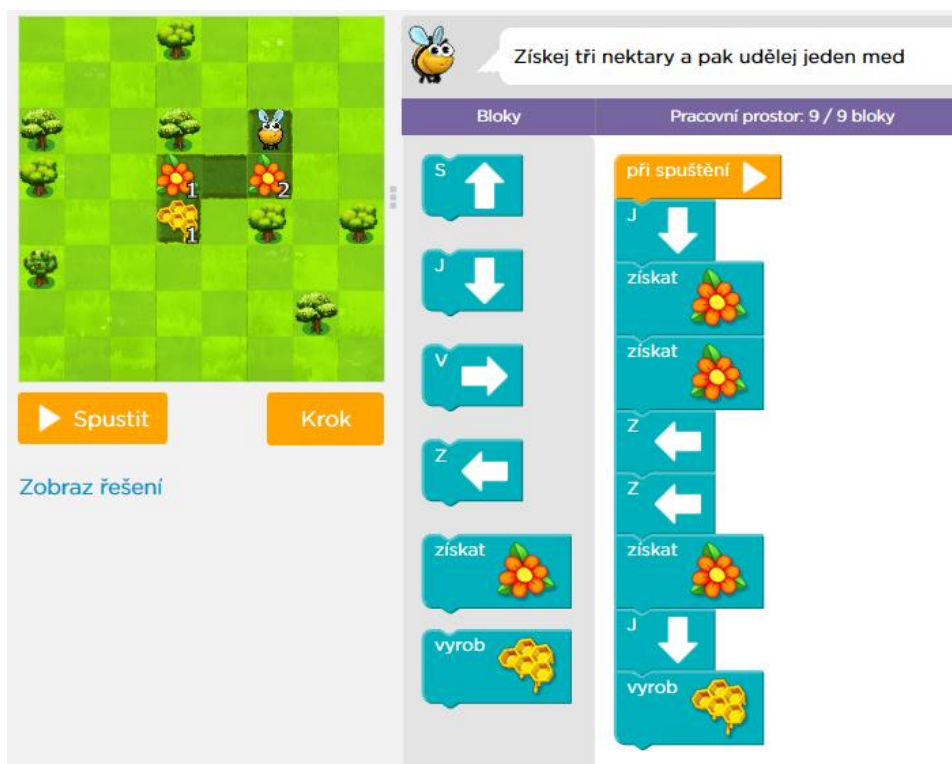 Získej tři nektary a pak udělej jeden med
Bloky
Pracovní prostor: 9 / 9 bloky
1
2
1
Spustit
Krok
Zobraz řešení
S
J
V
Z
získat
vyrob
při spuštění
J
získat
získat
Z
Z
získat
J
vyrob